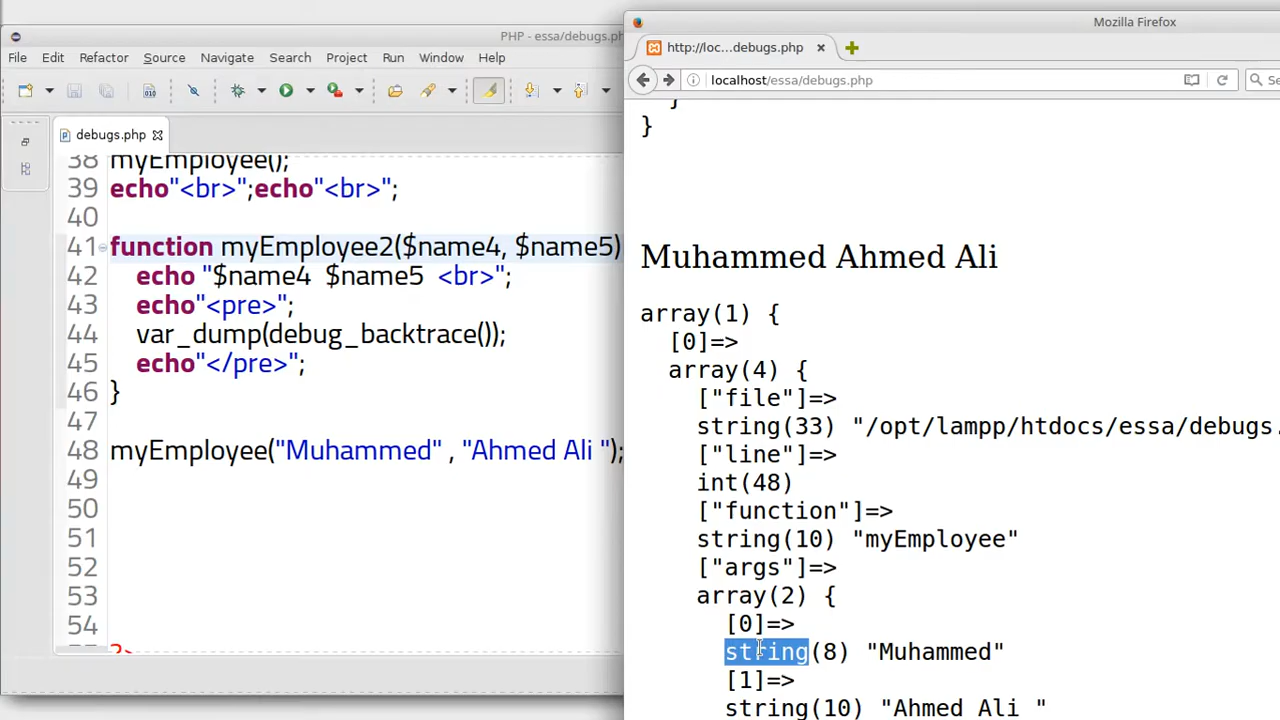 PHP - essa/debugs.ph
File Edit Refactor Source Navigate Search Project Run Window Help
debugs.php
38 myEmployee();
39 echo"<br>";echo"<br>";
40
41 function myEmployee2($name4, $name5)
42 echo "$name4  $name5  <br>";
43 echo"<pre>";
44 var_dump(debug_backtrace());
45 echo"</pre>";
46 }
47
48 myEmployee("Muhammed" , "Ahmed Ali ");
49
50
51
52
53
54
?>
Mozilla Firefox
http://loc...debugs.php
localhost/essa/debugs.php
}
}
Muhammed Ahmed Ali
array(1) {
[0]=>
array(4) {
["file"]=>
string(33) "/opt/lampp/htdocs/essa/debugs.
["line"]=>
int(48)
["function"]=>
string(10) "myEmployee"
["args"]=>
array(2) {
[0]=>
string(8) "Muhammed"
[1]=>
string(10) "Ahmed Ali "